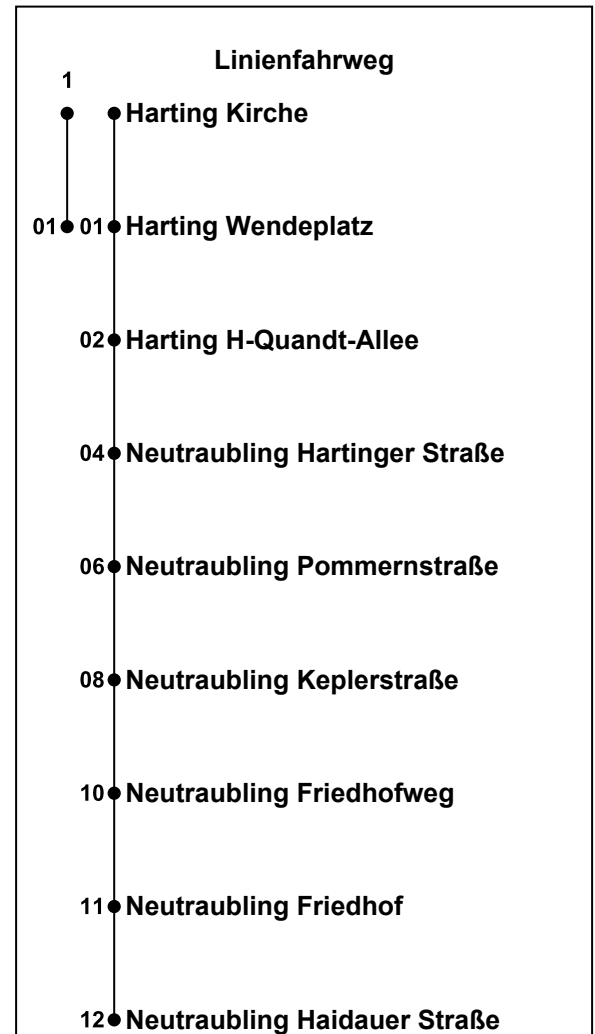 Linienfahrweg
1
Harting Kirche
01 01 Harting Wendeplatz
02 Harting H-Quandt-Allee
04 Neutraubling Hartinger Straße
06 Neutraubling Pommernstraße
08 Neutraubling Keplerstraße
10 Neutraubling Friedhofweg
11 Neutraubling Friedhof
12 Neutraubling Haidauer Straße